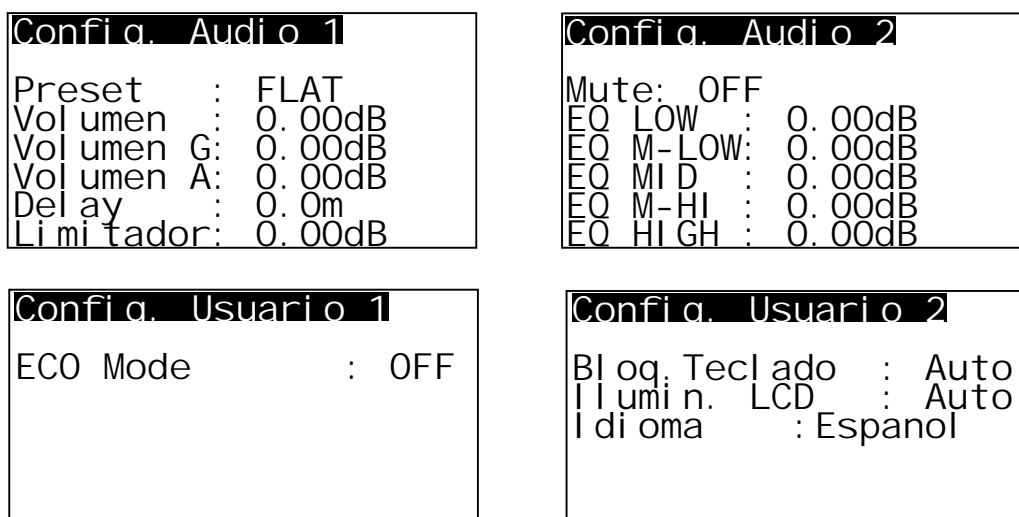 Config. Audio 1
Preset : FLAT
Volumen : 0.00dB
Volumen G: 0.00dB
Volumen A: 0.00dB
Delay : 0.0m
Limitador: 0.00dB
Config. Audio 2
Mute: OFF
EQ LOW : 0.00dB
EQ M-LOW: 0.00dB
EQ MID : 0.00dB
EQ M-HI : 0.00dB
EQ HIGH : 0.00dB
Config. Usuario 1
ECO Mode : OFF
Config. Usuario 2
Bloq.Teclado : Auto
Ilumin. LCD : Auto
Idioma :Espanol